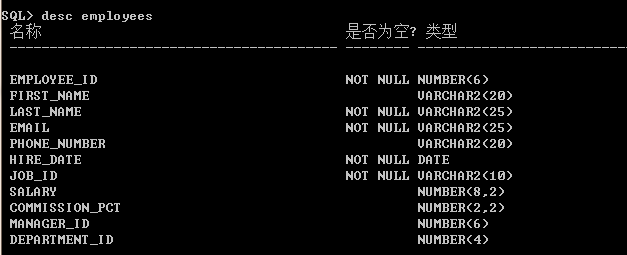 SQL> desc employees
名称 是否为空? 类型
----------------------------------------- -------- ----------------------------
EMPLOYEE_ID NOT NULL NUMBER(6)
FIRST_NAME VARCHAR2(20)
LAST_NAME NOT NULL VARCHAR2(25)
EMAIL NOT NULL VARCHAR2(25)
PHONE_NUMBER VARCHAR2(20)
HIRE_DATE NOT NULL DATE
JOB_ID NOT NULL VARCHAR2(10)
SALARY NUMBER(8,2)
COMMISSION_PCT NUMBER(2,2)
MANAGER_ID NUMBER(6)
DEPARTMENT_ID NUMBER(4)